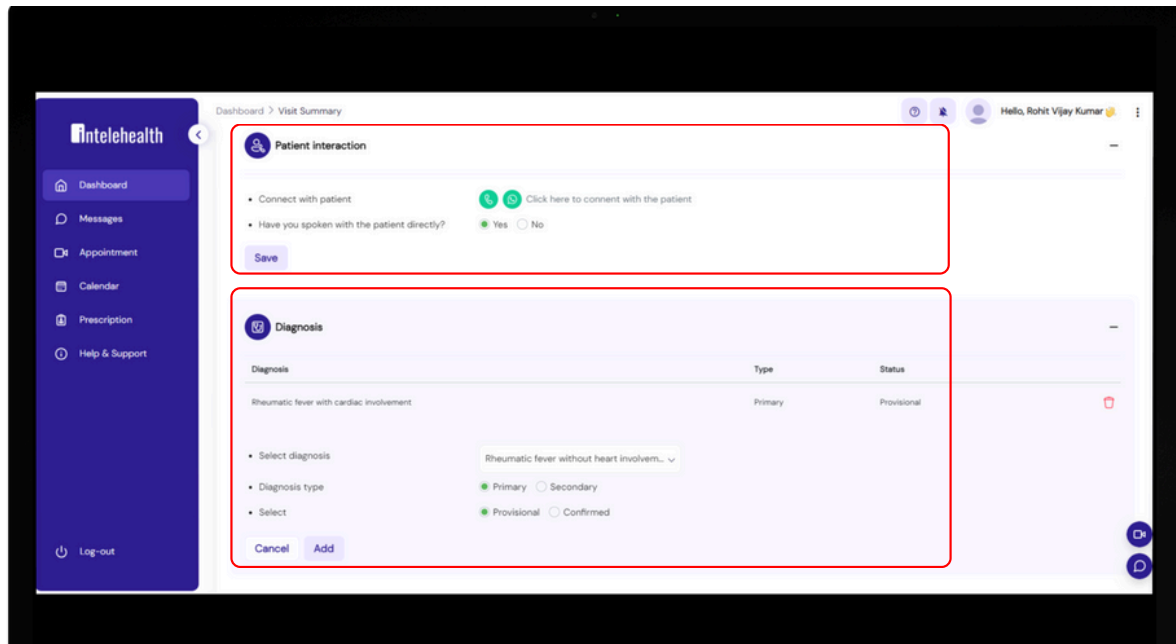 Dashboard > Visit Summary
Hello, Rohit Vijay Kumar
intelehealth
Dashboard
Messages
Appointment
Calendar
Prescription
Help & Support
Log-out
Patient interaction
Connect with patient
Click here to connent with the patient
Have you spoken with the patient directly?
Yes No
Save
Diagnosis
Diagnosis Type Status
Rheumatic fever with cardiac involvement Primary Provisional
Select diagnosis
Rheumatic fever without heart involvem...
Diagnosis type
Primary Secondary
Select
Provisional Confirmed
Cancel Add